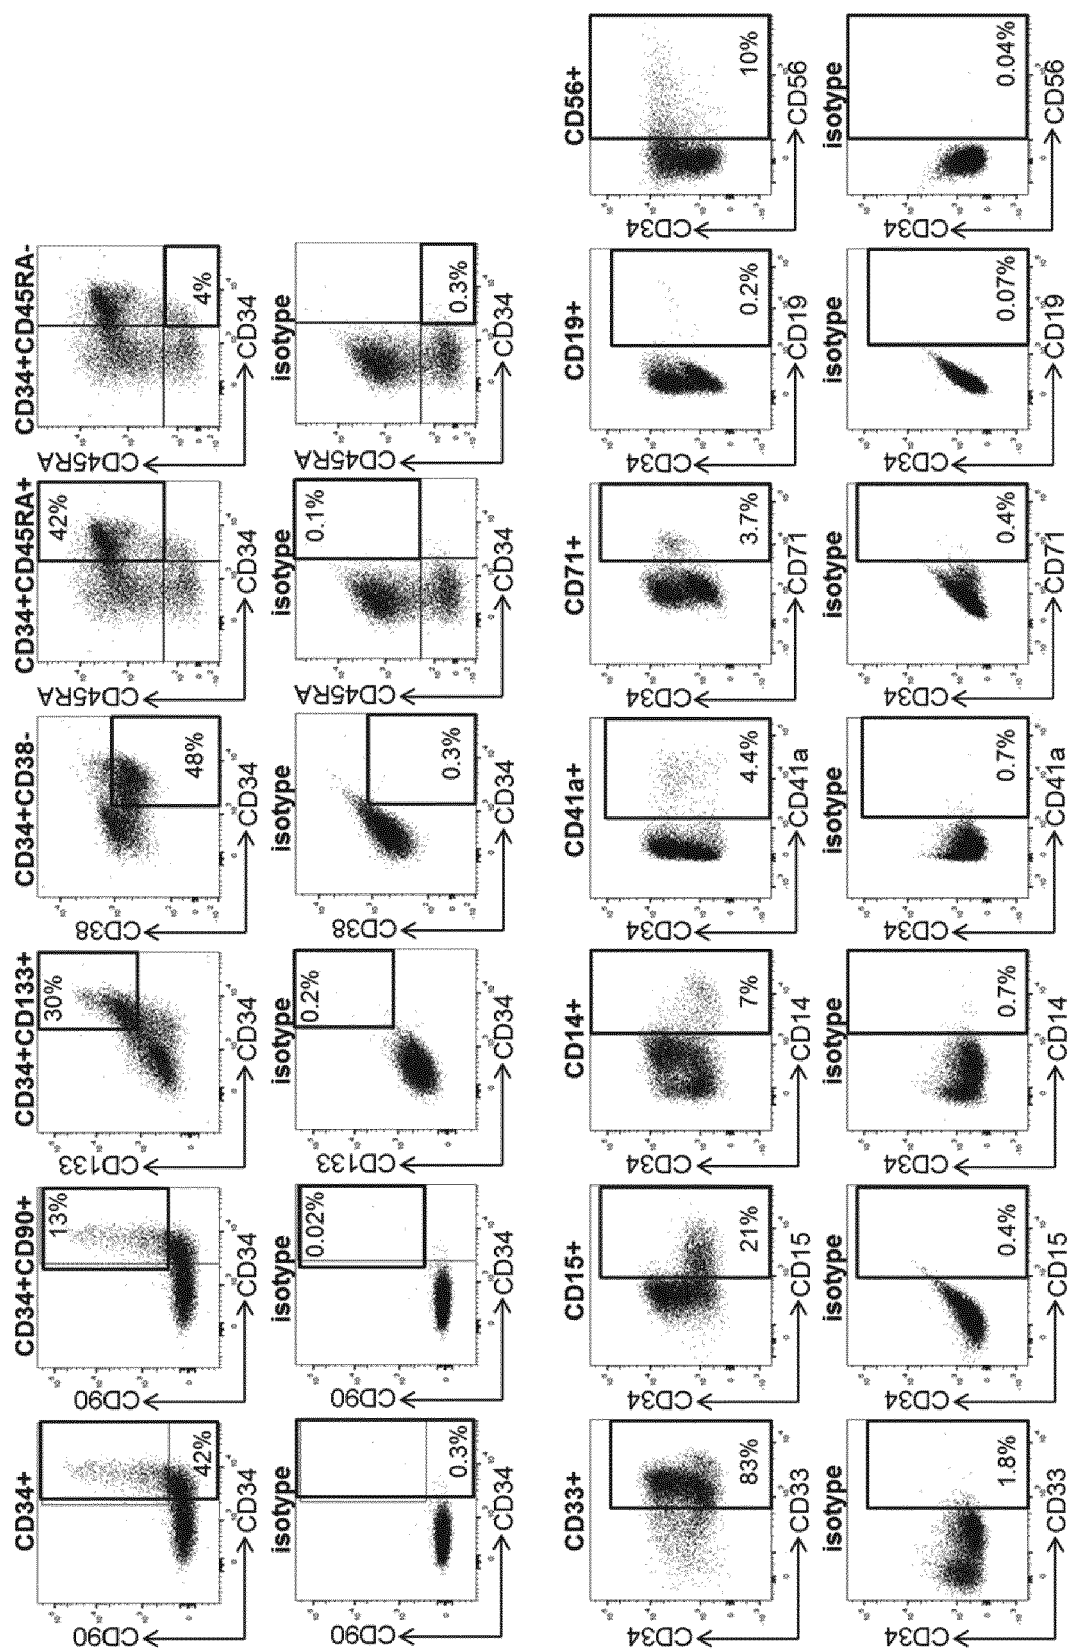 CD34+
CD34+CD90+
CD34+CD133+
CD34+CD38-
CD34+CD45RA+
CD34+CD45RA-
42%
13%
30%
48%
42%
4%
CD90
CD90
CD133
CD38
CD45RA
CD45RA
CD34
CD34
CD34
CD34
CD34
CD34
isotype
isotype
isotype
isotype
isotype
isotype
0.3%
0.02%
0.2%
0.3%
0.1%
0.3%
CD90
CD90
CD133
CD38
CD45RA
CD45RA
CD34
CD34
CD34
CD34
CD34
CD34
CD33+
CD15+
CD14+
CD41a+
CD71+
CD19+
CD56+
83%
21%
7%
4.4%
3.7%
0.2%
10%
CD34
CD34
CD34
CD34
CD34
CD34
CD34
CD33
CD15
CD14
CD41a
CD71
CD19
CD56
isotype
isotype
isotype
isotype
isotype
isotype
isotype
1.8%
0.4%
0.7%
0.7%
0.4%
0.07%
0.04%
CD34
CD34
CD34
CD34
CD34
CD34
CD34
CD33
CD15
CD14
CD41a
CD71
CD19
CD56